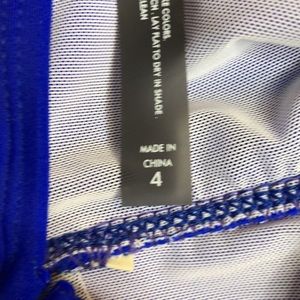 COLORS.
LAY FLAT TO DRY IN SHADE.
MADE IN
CHINA
4